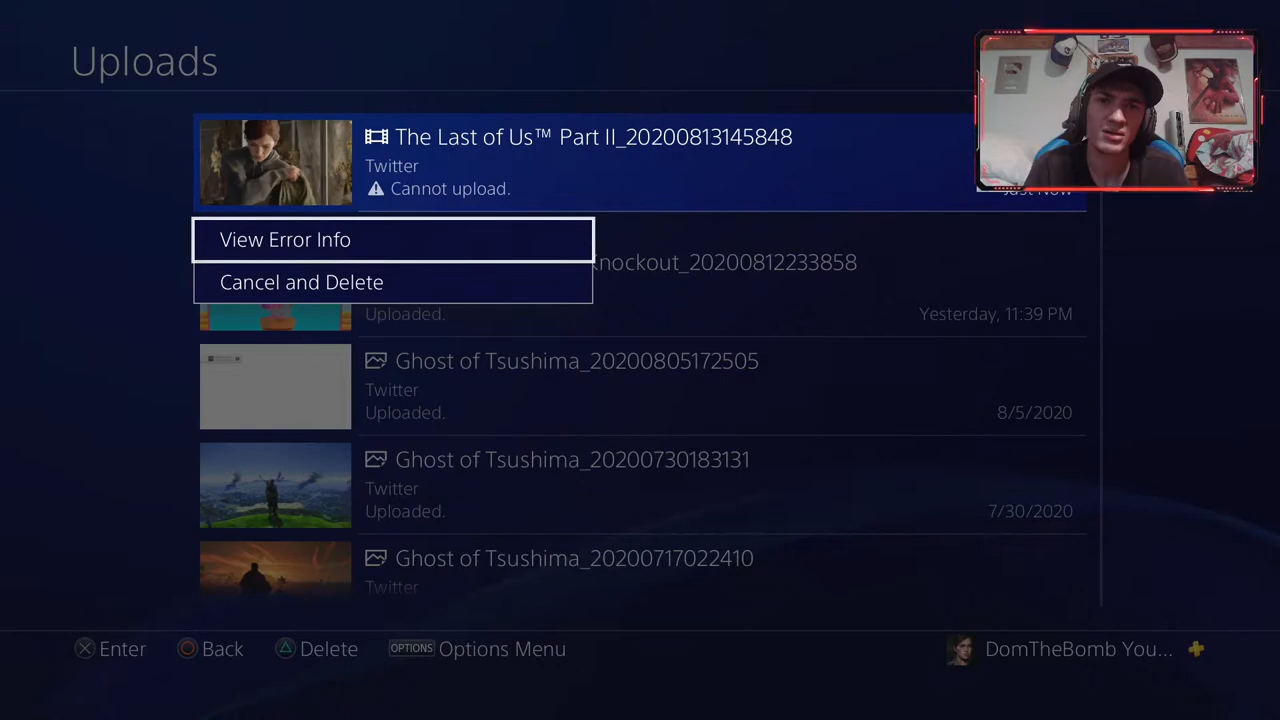 Uploads
The Last of Us™ Part II_20200813145848
Twitter
Cannot upload.
Just Now
View Error Info
Cancel and Delete
Knockout_20200812233858
Uploaded.
Yesterday, 11:39 PM
Ghost of Tsushima_20200805172505
Twitter
Uploaded.
8/5/2020
Ghost of Tsushima_20200730183131
Twitter
Uploaded.
7/30/2020
Ghost of Tsushima_20200717022410
Twitter
Enter Back Delete OPTIONS Options Menu
DomTheBomb You...